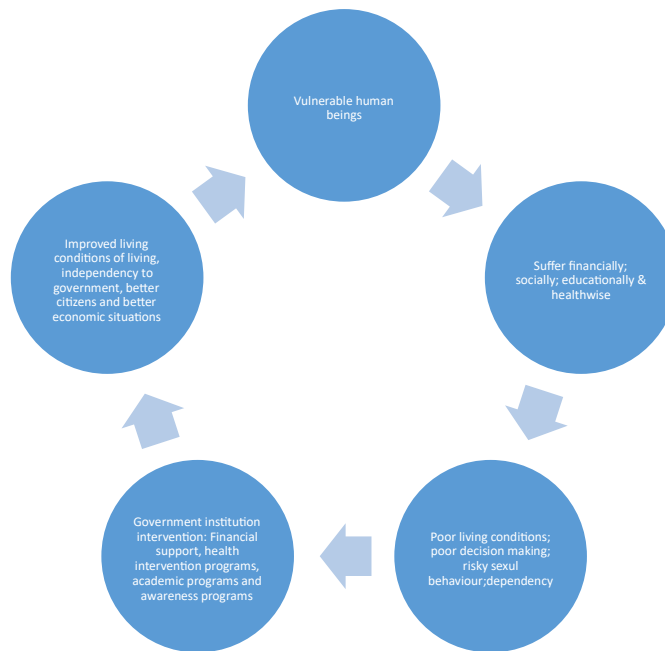 Vulnerable human
beings
Suffer financially;
socially; educationally &
healthwise
Poor living conditions;
poor decision making;
risky sexul
behaviour;dependency
Government institution
intervention: Financial
support, health
intervention programs,
academic programs and
awareness programs
Improved living
conditions of living,
independency to
government, better
citizens and better
economic situations